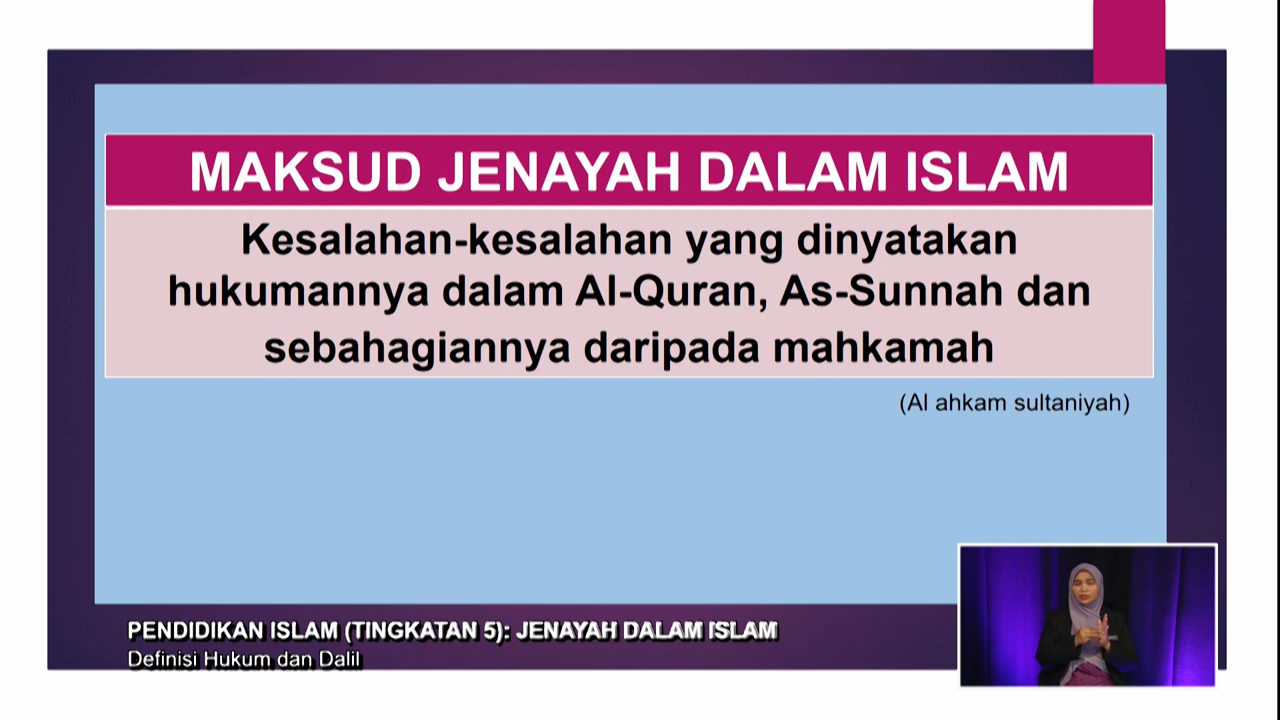 MAKSUD JENAYAH DALAM ISLAM
Kesalahan-kesalahan yang dinyatakan
hukumannya dalam Al-Quran, As-Sunnah dan
sebahagiannya daripada mahkamah
(Al ahkam sultaniyah)
PENDIDIKAN ISLAM (TINGKATAN 5): JENAYAH DALAM ISLAM
Definisi Hukum dan Dalil